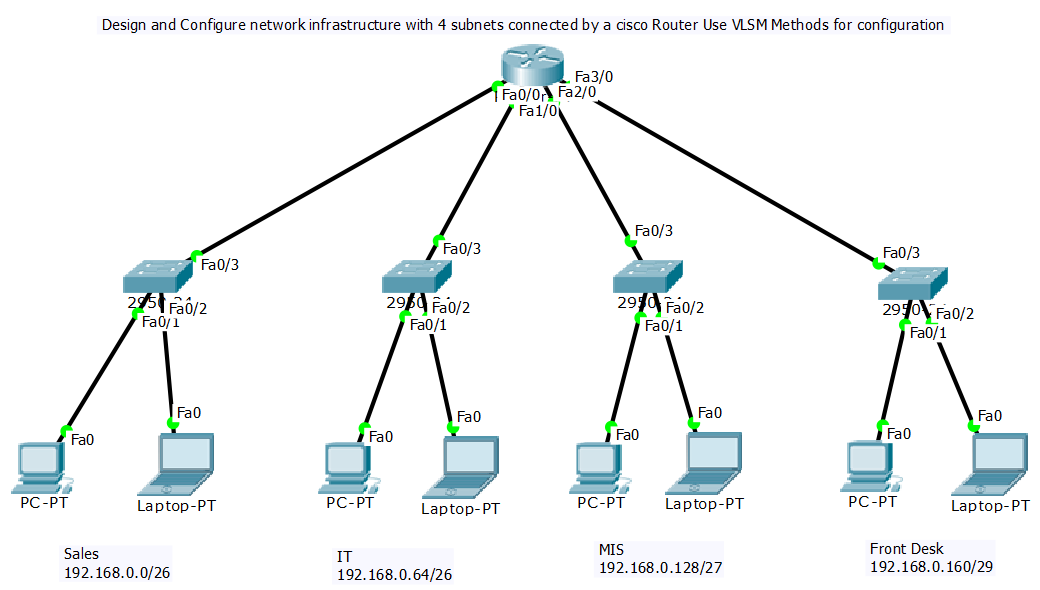 Design and Configure network infrastructure with 4 subnets connected by a cisco Router Use VLSM Methods for configuration
Fa3/0
Fa0/0
Fa2/0
Fa1/0
Fa0/3
Fa0/3
Fa0/3
Fa0/3
Fa0/2
Fa0/1
Fa0/2
Fa0/1
Fa0/2
Fa0/1
Fa0/2
Fa0/1
Fa0
Fa0
Fa0
Fa0
Fa0
Fa0
Fa0
Fa0
PC-PT
Laptop-PT
PC-PT
Laptop-PT
PC-PT
Laptop-PT
PC-PT
Laptop-PT
Sales
192.168.0.0/26
IT
192.168.0.64/26
MIS
192.168.0.128/27
Front Desk
192.168.0.160/29